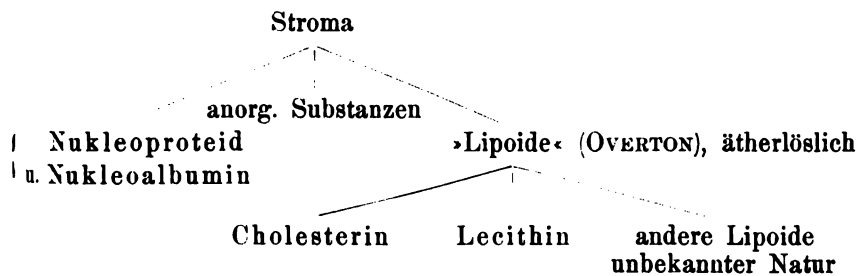 Stroma
anorg. Substanzen
Nukleoproteid
u. Nukleoalbumin
»Lipoide« (OVERTON), ätherlöslich
Cholesterin Lecithin andere Lipoide
unbekannter Natur